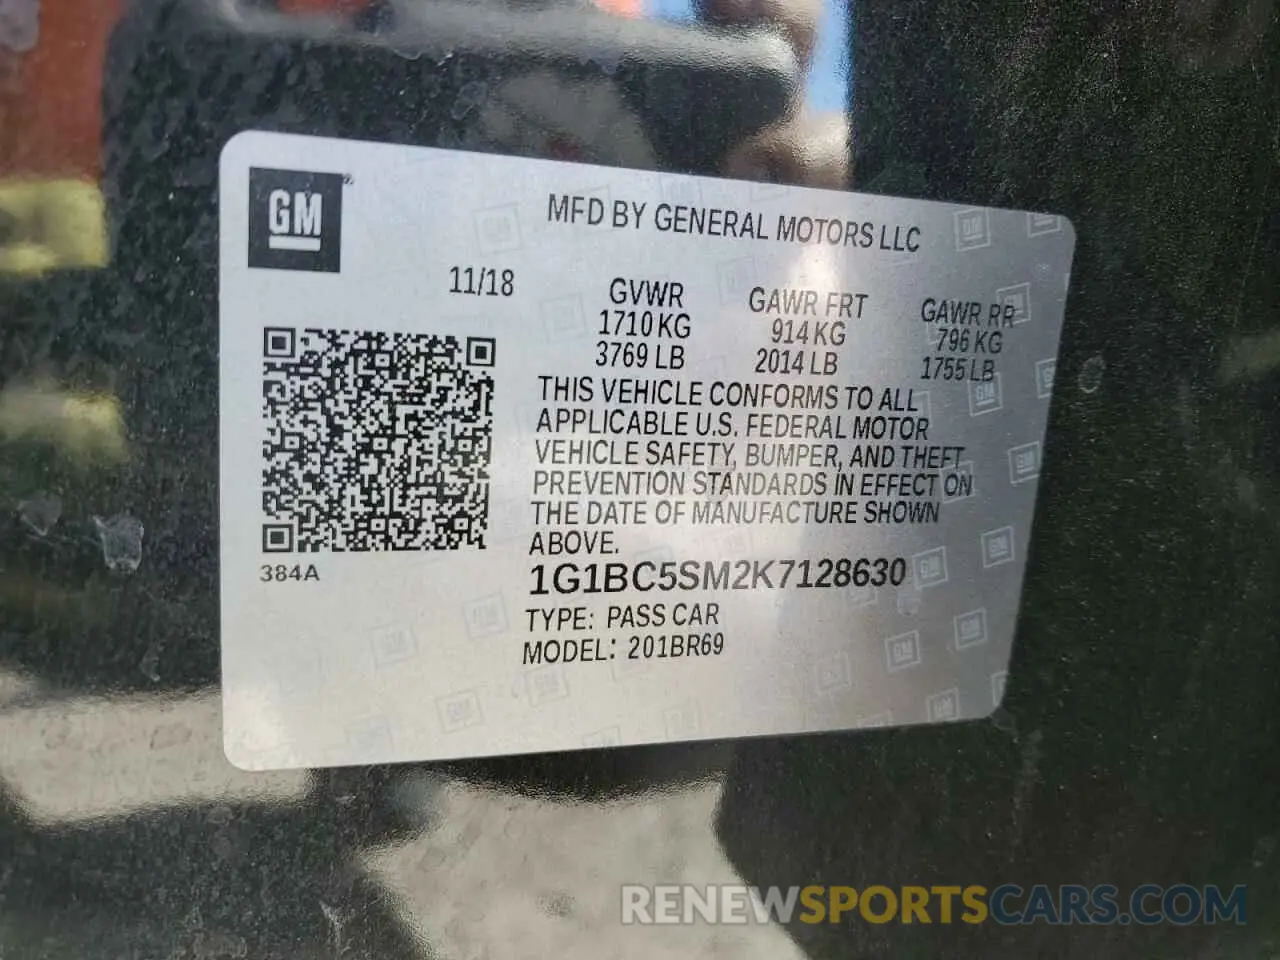 GM
MFD BY GENERAL MOTORS LLC
11/18
GVWR
1710 KG
3769 LB
GAWR FRT
914 KG
2014 LB
GAWR RR
796 KG
1755 LB
THIS VEHICLE CONFORMS TO ALL
APPLICABLE U.S. FEDERAL MOTOR
VEHICLE SAFETY, BUMPER, AND THEFT
PREVENTION STANDARDS IN EFFECT ON
THE DATE OF MANUFACTURE SHOWN
ABOVE.
384A
1G1BC5SM2K7128630
TYPE: PASS CAR
MODEL: 201BR69
RENEWSPORTSCARS.COM